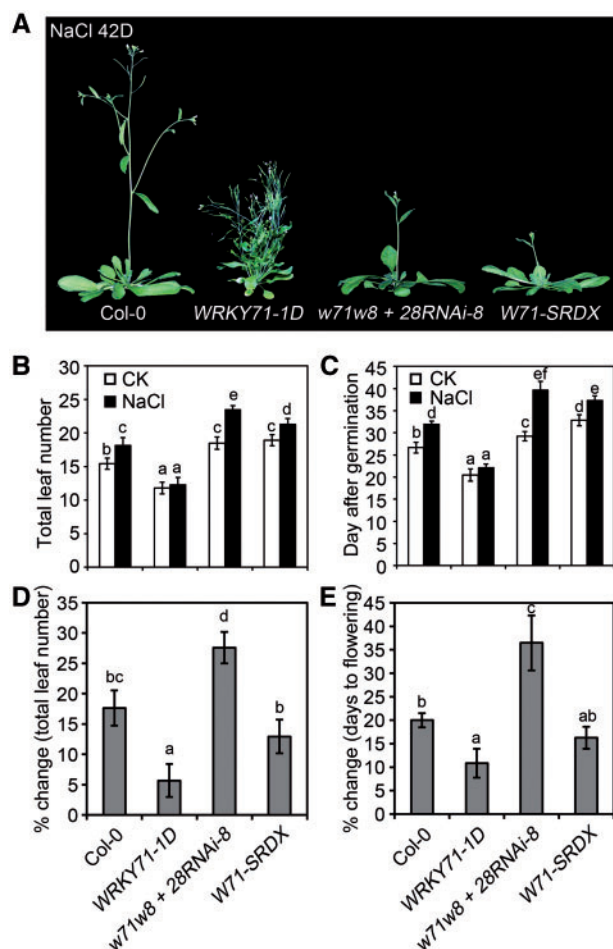 A
NaCl 42D
Col-0 WRKY71-1D w71w8 + 28RNAi-8 W71-SRDX
B
Total leaf number
30
25
20
15
10
5
0
CK
NaCl
b c a a c e c d
C
Day after germination
45
40
35
30
25
20
15
10
5
0
CK
NaCl
b d a a c ef d e
D
% change (total leaf number)
35
30
25
20
15
10
5
0
bc a d b
Col-0
WRKY71-1D
w71w8 + 28RNAi-8
W71-SRDX
E
% change (days to flowering)
45
40
35
30
25
20
15
10
5
0
b a c ab
Col-0
WRKY71-1D
w71w8 + 28RNAi-8
W71-SRDX